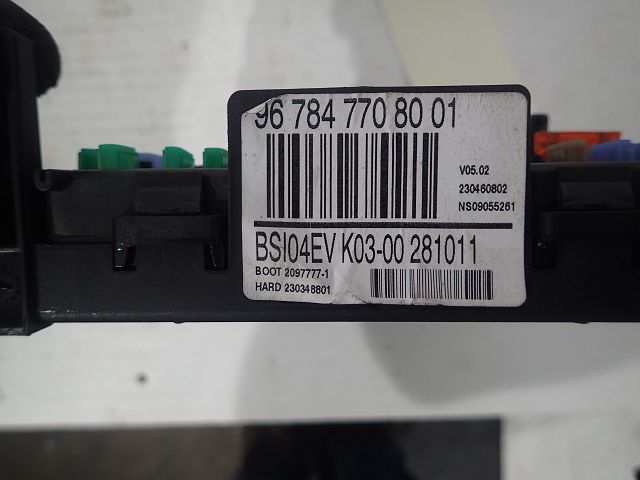 96 784 770 80 01
V05.02
230460802
NS09055261
BSI04EV K03-00 281011
BOOT 2097777-1
HARD 230348801